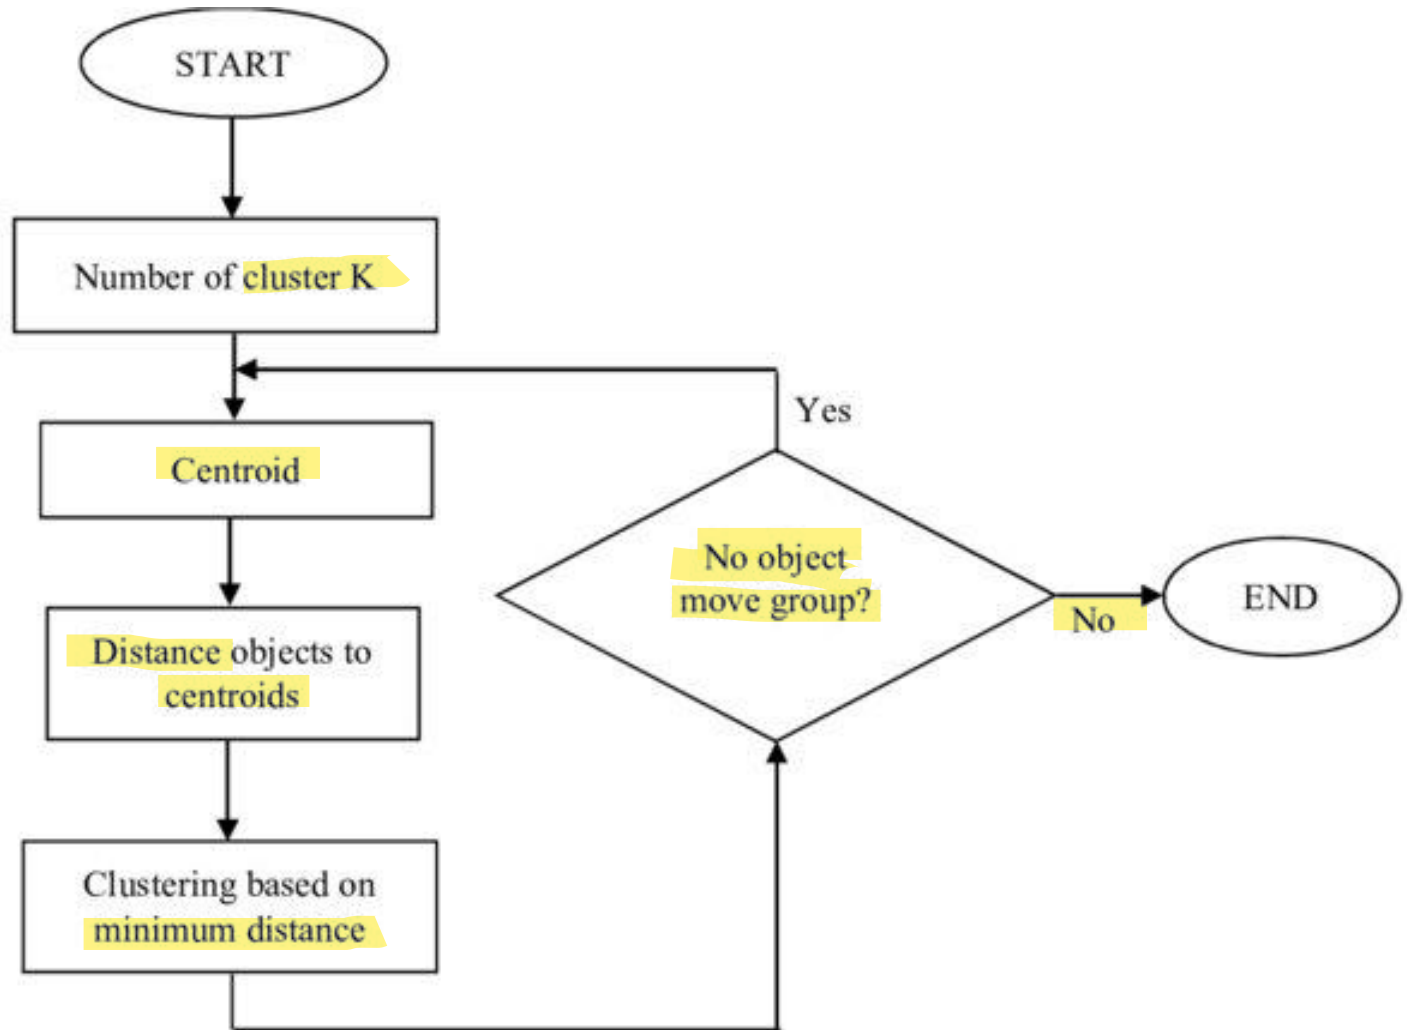 START
Number of cluster K
Centroid
Distance objects to
centroids
Clustering based on
minimum distance
Yes
No object
move group?
No
END